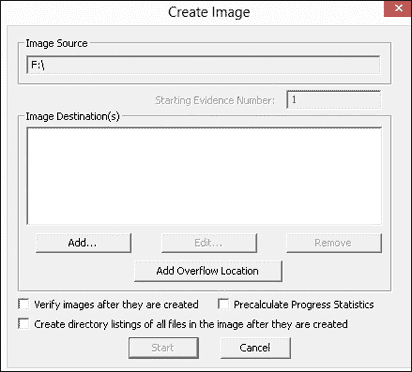 Create Image
Image Source
F:\
Starting Evidence Number: 1
Image Destination(s)
Add... Edit... Remove
Add Overflow Location
Verify images after they are created Precalculate Progress Statistics
Create directory listings of all files in the image after they are created
Start Cancel